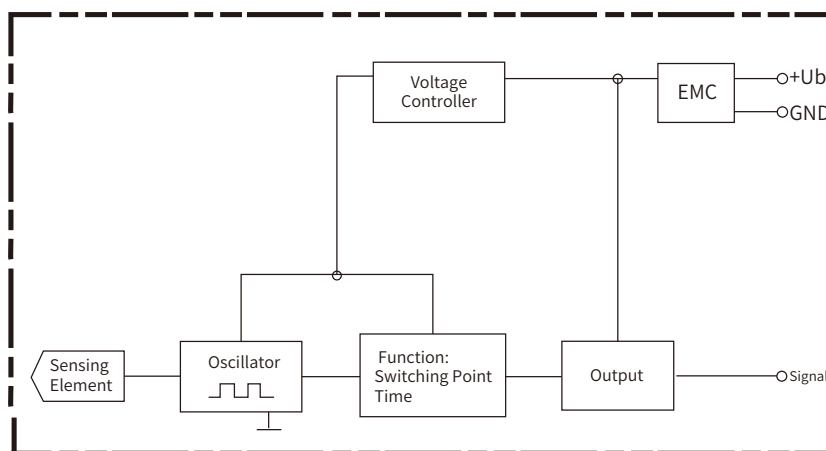 Voltage
Controller
EMC
+Ub
GND
Sensing
Element
Oscillator
Function:
Switching Point
Time
Output
Signal